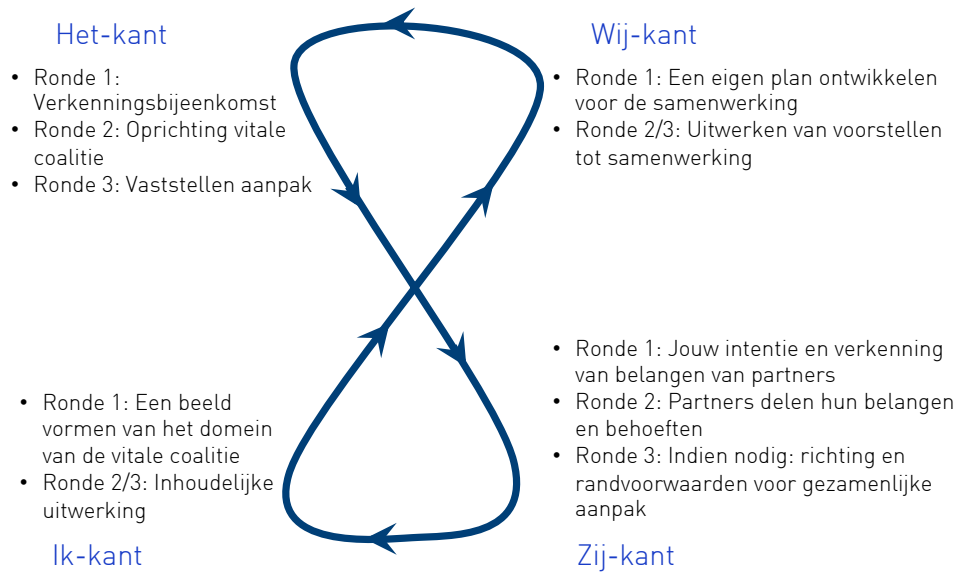 Het-kant
• Ronde 1:
Verkenningsbijeenkomst
• Ronde 2: Oprichting vitale
coalitie
• Ronde 3: Vaststellen aanpak
Wij-kant
• Ronde 1: Een eigen plan ontwikkelen
voor de samenwerking
• Ronde 2/3: Uitwerken van voorstellen
tot samenwerking
• Ronde 1: Een beeld
vormen van het domein
van de vitale coalitie
• Ronde 2/3: Inhoudelijke
uitwerking
Ik-kant
• Ronde 1: Jouw intentie en verkenning
van belangen van partners
• Ronde 2: Partners delen hun belangen
en behoeften
• Ronde 3: Indien nodig: richting en
randvoorwaarden voor gezamenlijke
aanpak
Zij-kant